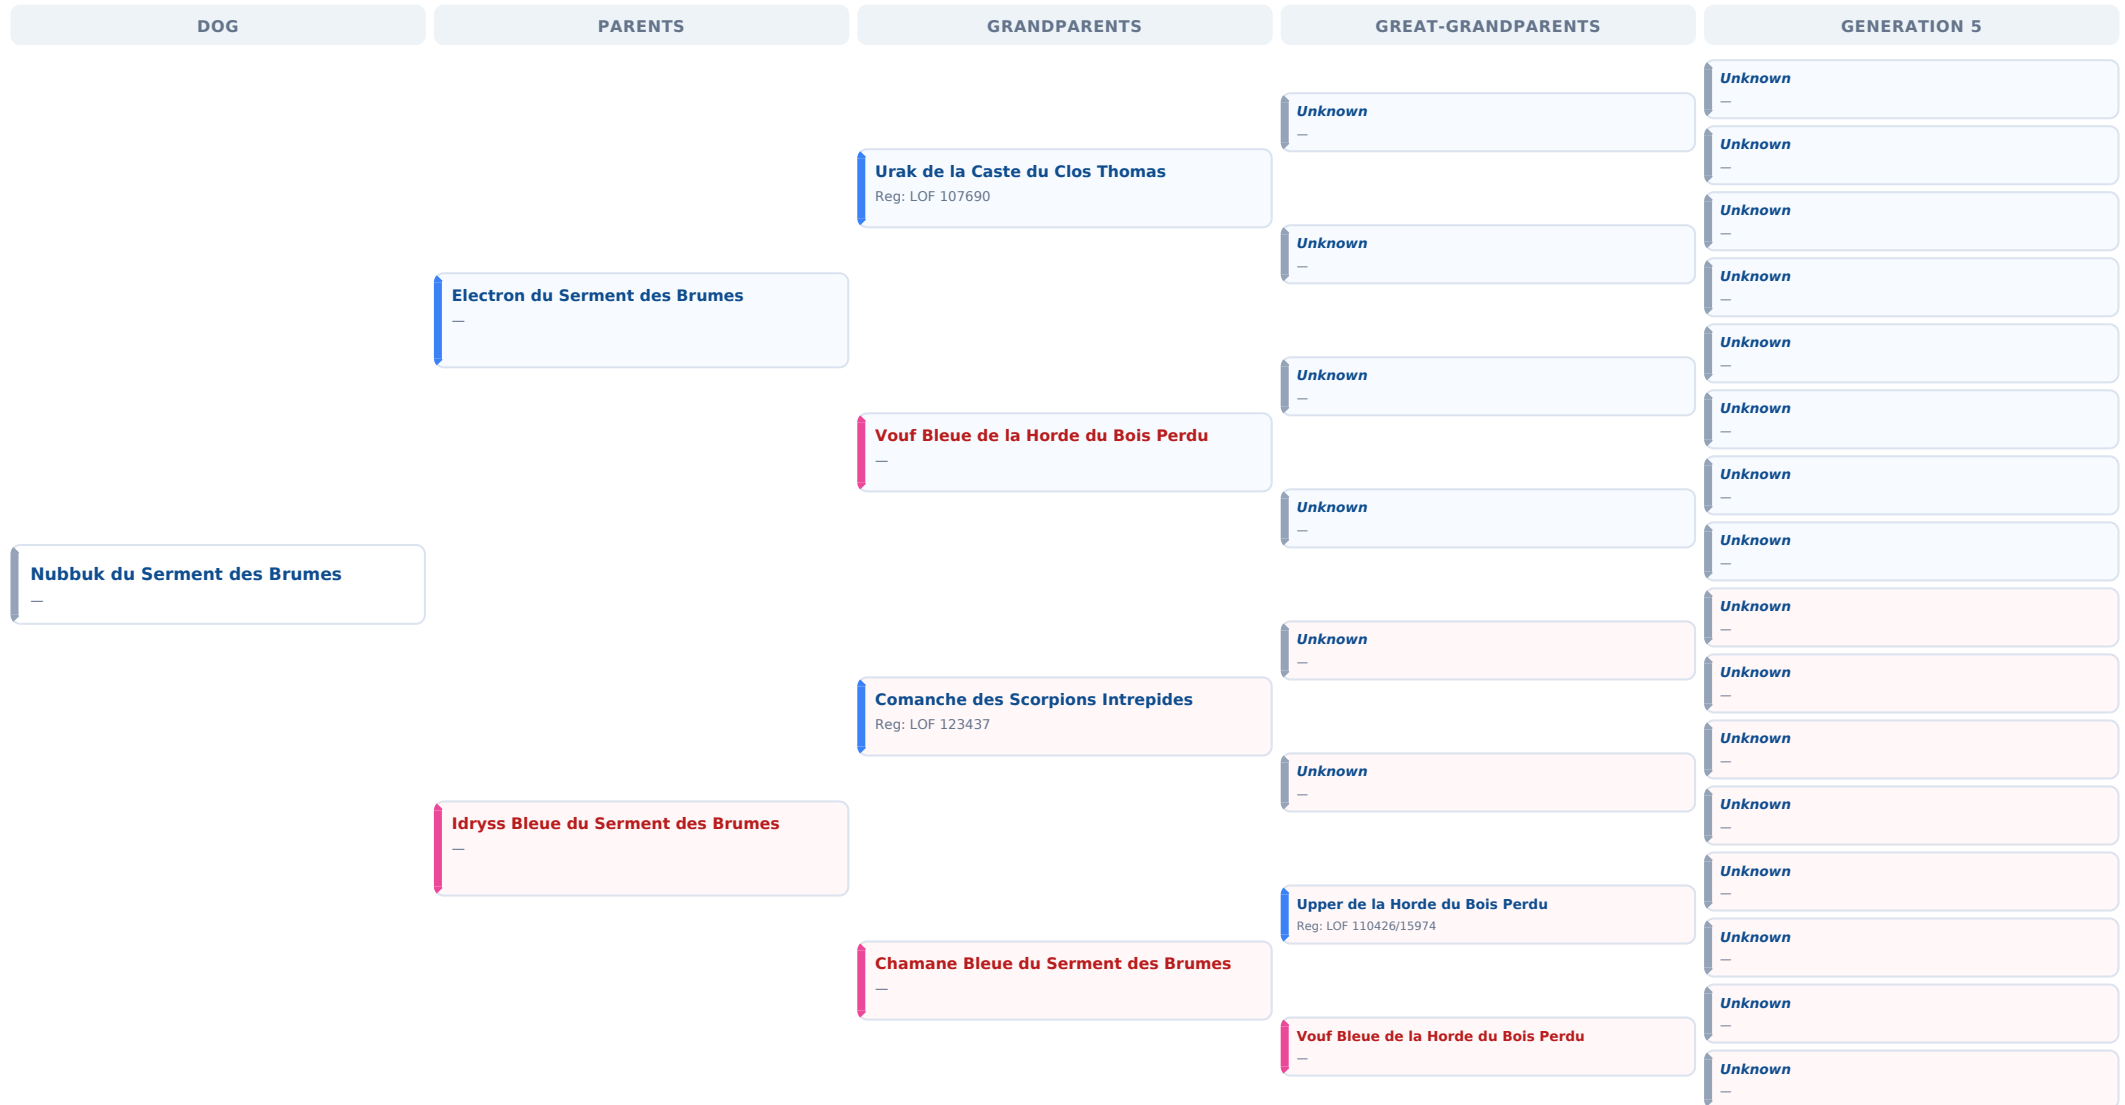 DOG
PARENTS
GRANDPARENTS
GREAT-GRANDPARENTS
GENERATION 5
Nubbuk du Serment des Brumes
—
Electron du Serment des Brumes
—
Idryss Bleue du Serment des Brumes
—
Urak de la Caste du Clos Thomas
Reg: LOF 107690
Vouf Bleue de la Horde du Bois Perdu
—
Comanche des Scorpions Intrepides
Reg: LOF 123437
Chamane Bleue du Serment des Brumes
—
Unknown
—
Unknown
—
Unknown
—
Unknown
—
Unknown
—
Unknown
—
Upper de la Horde du Bois Perdu
Reg: LOF 110426/15974
Vouf Bleue de la Horde du Bois Perdu
—
Unknown
—
Unknown
—
Unknown
—
Unknown
—
Unknown
—
Unknown
—
Unknown
—
Unknown
—
Unknown
—
Unknown
—
Unknown
—
Unknown
—
Unknown
—
Unknown
—
Unknown
—
Unknown
—